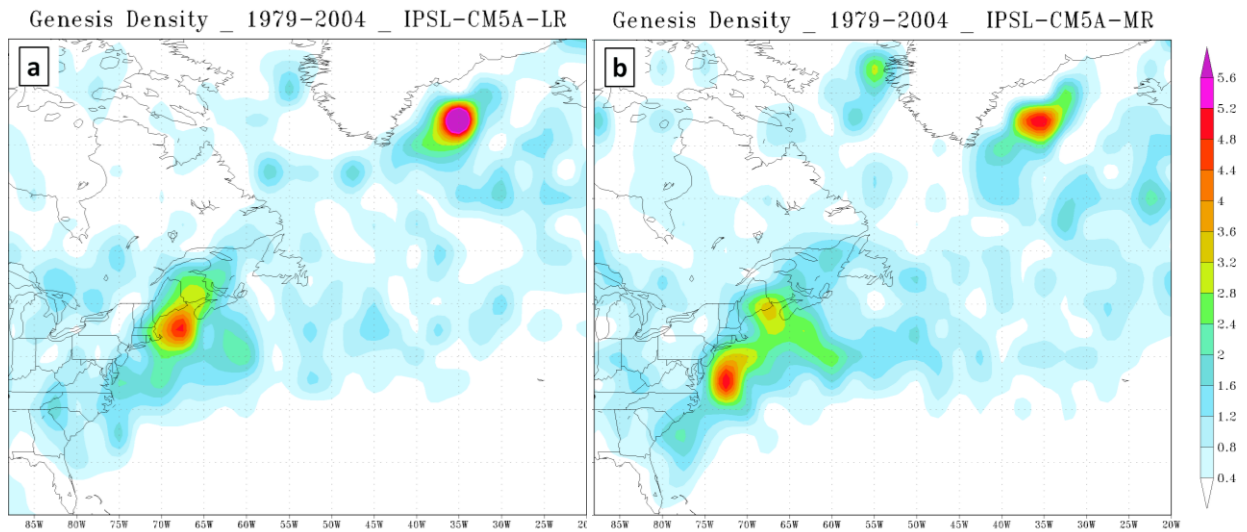 Genesis Density _ 1979-2004 _ IPSL-CM5A-LR
Genesis Density _ 1979-2004 _ IPSL-CM5A-MR
a
b
5.6
5.2
4.8
4.4
4
3.6
3.2
2.8
2.4
2
1.6
1.2
0.8
0.4
85W 80W 75W 70W 65W 60W 55W 50W 45W 40W 35W 30W 25W 20
85W 80W 75W 70W 65W 60W 55W 50W 45W 40W 35W 30W 25W 20W